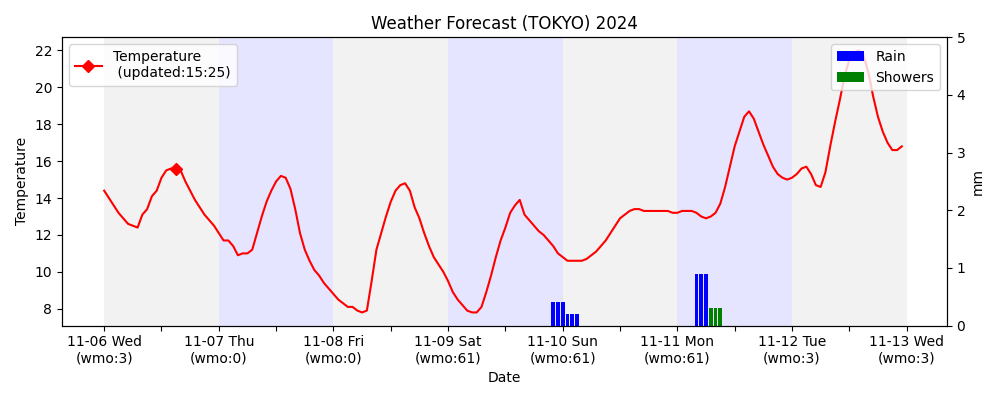 Weather Forecast (TOKYO) 2024
Temperature
(updated:15:25)
Rain
Showers
22
20
18
16
14
12
10
8
Temperature
5
4
3
2
1
0
mm
11-06 Wed
(wmo:3)
11-07 Thu
(wmo:0)
11-08 Fri
(wmo:0)
11-09 Sat
(wmo:61)
11-10 Sun
(wmo:61)
11-11 Mon
(wmo:61)
11-12 Tue
(wmo:3)
11-13 Wed
(wmo:3)
Date